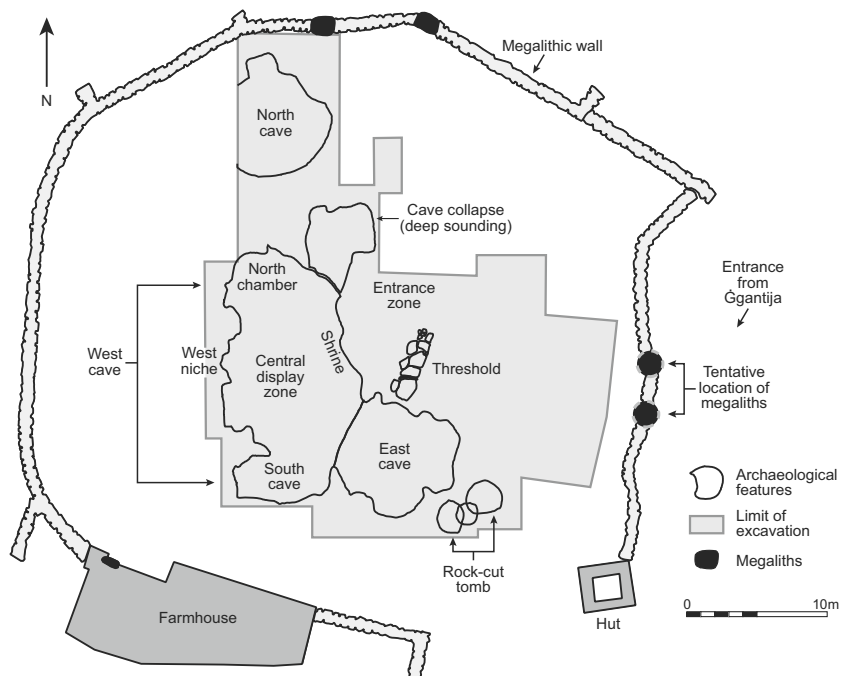 Megalithic wall
N
North
cave
Cave collapse
(deep sounding)
North
chamber
Entrance
zone
Entrance
from
Ġgantija
West
cave
West
niche
Central
display
zone
Shrine
Threshold
Tentative
location of
megaliths
South
cave
East
cave
Archaeological
features
Limit of
excavation
Megaliths
Rock-cut
tomb
Farmhouse
Hut
0
10m